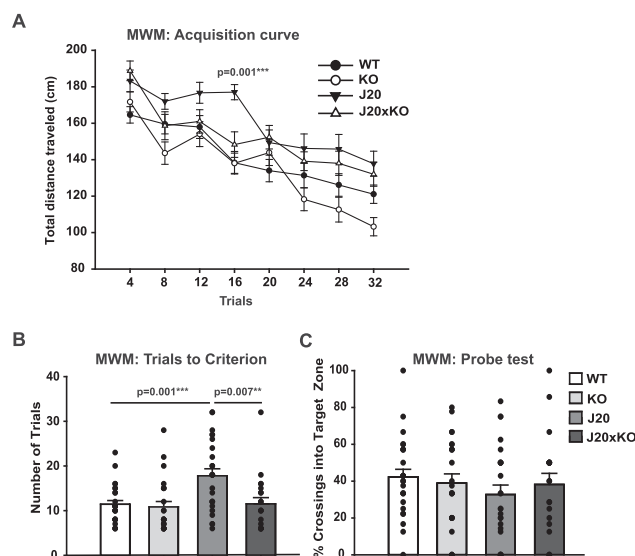 A
MWM: Acquisition curve
p=0.001***
WT
KO
J20
J20xKO
Total distance traveled (cm)
200
180
160
140
120
100
80
4
8
12
16
20
24
28
32
Trials
B
MWM: Trials to Criterion
p=0.001***
p=0.007**
Number of Trials
40
30
20
10
0
C
MWM: Probe test
% Crossings into Target Zone
100
80
60
40
20
0
WT
KO
J20
J20xKO